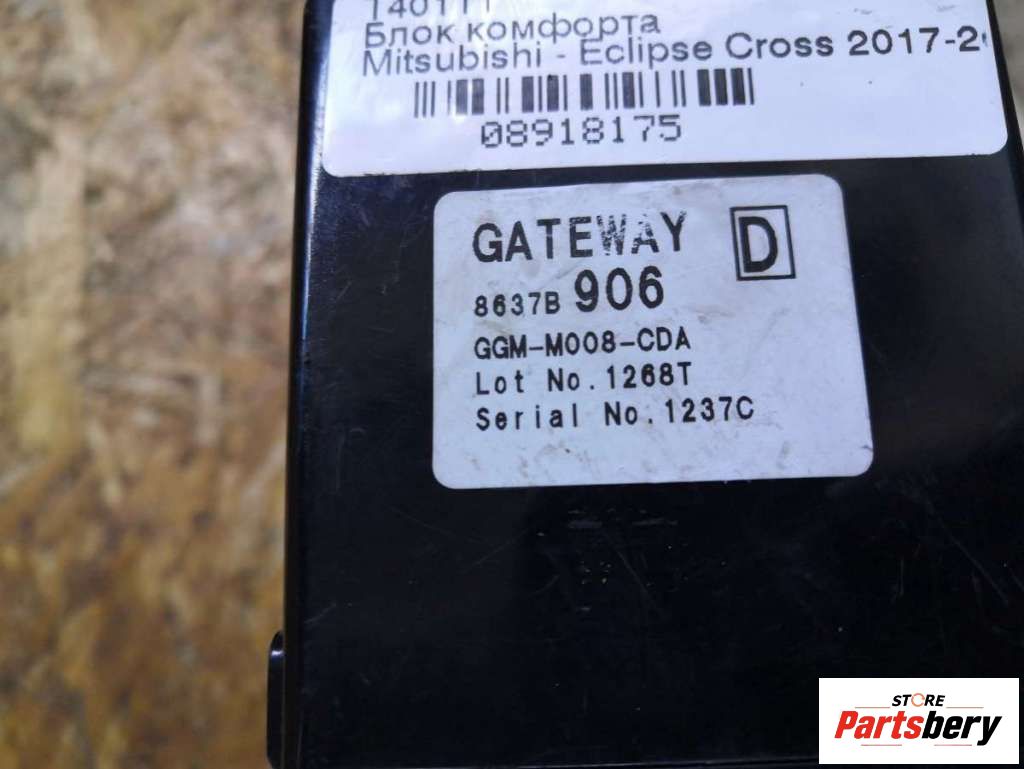 140111
Блок комфорта
Mitsubishi - Eclipse Cross 2017-2
08918175
GATEWAY D
8637B 906
GGM-M008-CDA
Lot No.1268T
Serial No.1237C
STORE
Partsbery